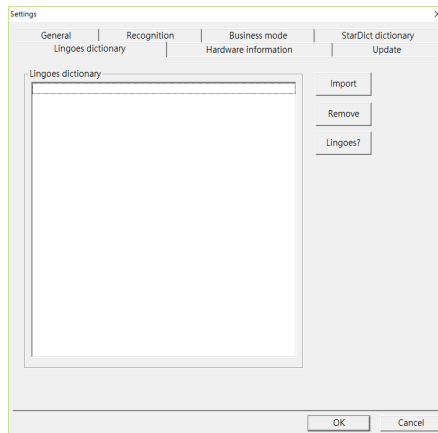 Settings
General Recognition Business mode StarDict dictionary
Lingoes dictionary Hardware information Update
Lingoes dictionary
Import
Remove
Lingoes?
OK Cancel